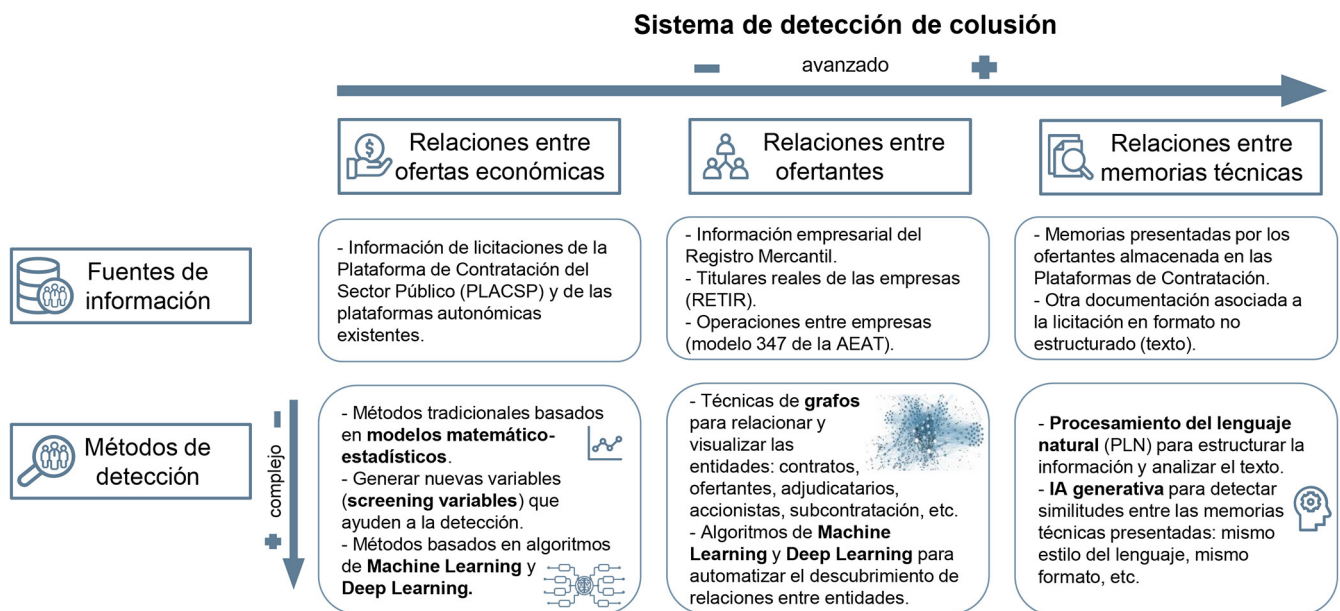 Sistema de detección de colusión
avanzado
Relaciones entre
ofertas económicas
Relaciones entre
ofertantes
Relaciones entre
memorias técnicas
Fuentes de
información
- Información de licitaciones de la
Plataforma de Contratación del
Sector Público (PLACSP) y de las
plataformas autonómicas
existentes.
- Información empresarial del
Registro Mercantil.
- Titulares reales de las empresas
(RETIR).
- Operaciones entre empresas
(modelo 347 de la AEAT).
- Memorias presentadas por los
ofertantes almacenada en las
Plataformas de Contratación.
- Otra documentación asociada a
la licitación en formato no
estructurado (texto).
Métodos de
detección
complejo
- Métodos tradicionales basados
en modelos matemático-
estadísticos.
- Generar nuevas variables
(screening variables) que
ayuden a la detección.
- Métodos basados en algoritmos
de Machine Learning y
Deep Learning.
- Técnicas de grafos
para relacionar y
visualizar las
entidades: contratos,
ofertantes, adjudicatarios,
accionistas, subcontratación, etc.
- Algoritmos de Machine
Learning y Deep Learning para
automatizar el descubrimiento de
relaciones entre entidades.
- Procesamiento del lenguaje
natural (PLN) para estructurar la
información y analizar el texto.
- IA generativa para detectar
similitudes entre las memorias
técnicas presentadas: mismo
estilo del lenguaje, mismo
formato, etc.